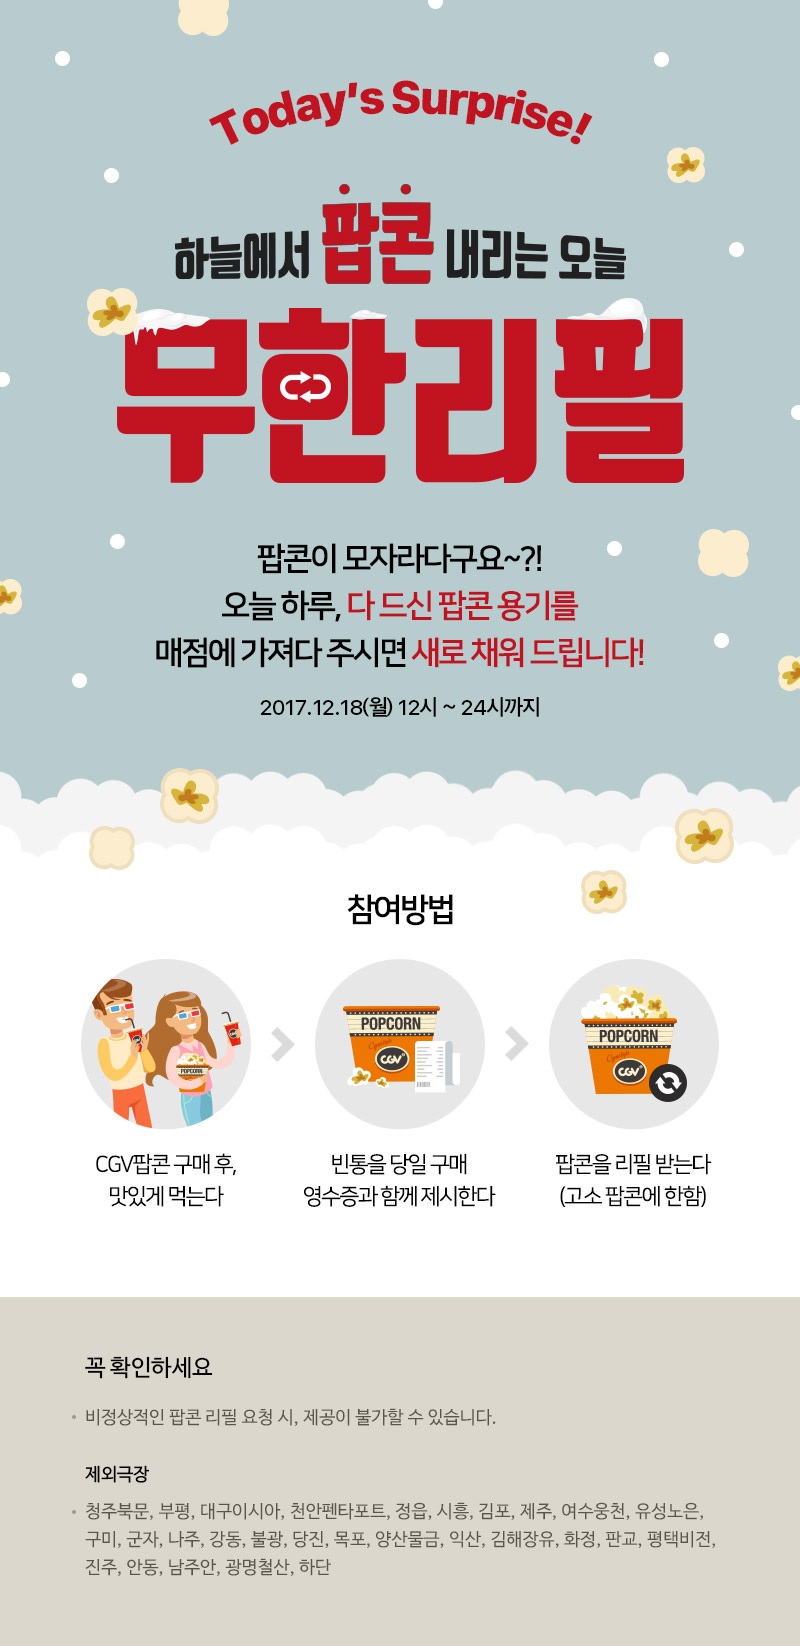 Today's Surprise!
하늘에서 팝콘 내리는 오늘
무한리필
팝콘이 모자라다구요~?!
오늘 하루, 다 드신 팝콘 용기를
매점에 가져다 주시면 새로 채워 드립니다!
2017.12.18(월) 12시 ~ 24시까지
참여방법
POPCORN
POPCORN
CGV
POPCORN
CGV
CGV팝콘 구매 후,
맛있게 먹는다
빈통을 당일 구매
영수증과 함께 제시한다
팝콘을 리필 받는다
(고소 팝콘에 한함)
꼭 확인하세요
• 비정상적인 팝콘 리필 요청 시, 제공이 불가할 수 있습니다.
제외극장
• 청주북문, 부평, 대구이시아, 천안펜타포트, 정읍, 시흥, 김포, 제주, 여수웅천, 유성노은,
구미, 군자, 나주, 강동, 불광, 당진, 목포, 양산물금, 익산, 김해장유, 화정, 판교, 평택비전,
진주, 안동, 남주안, 광명철산, 하단